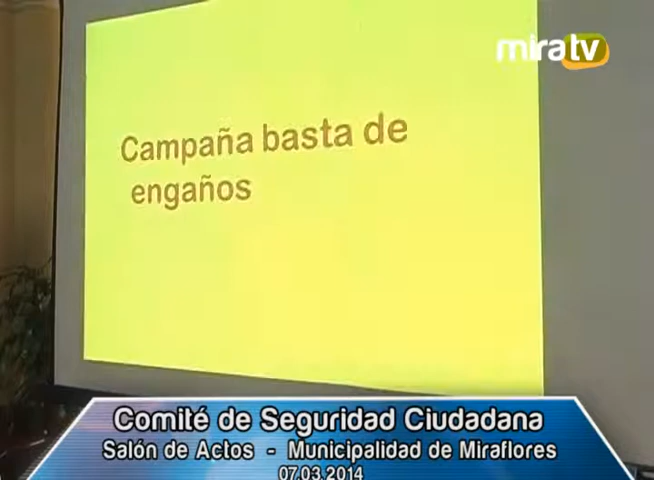 miratv
Campaña basta de
engaños
Comité de Seguridad Ciudadana
Salón de Actos - Municipalidad de Miraflores
07.03.2014